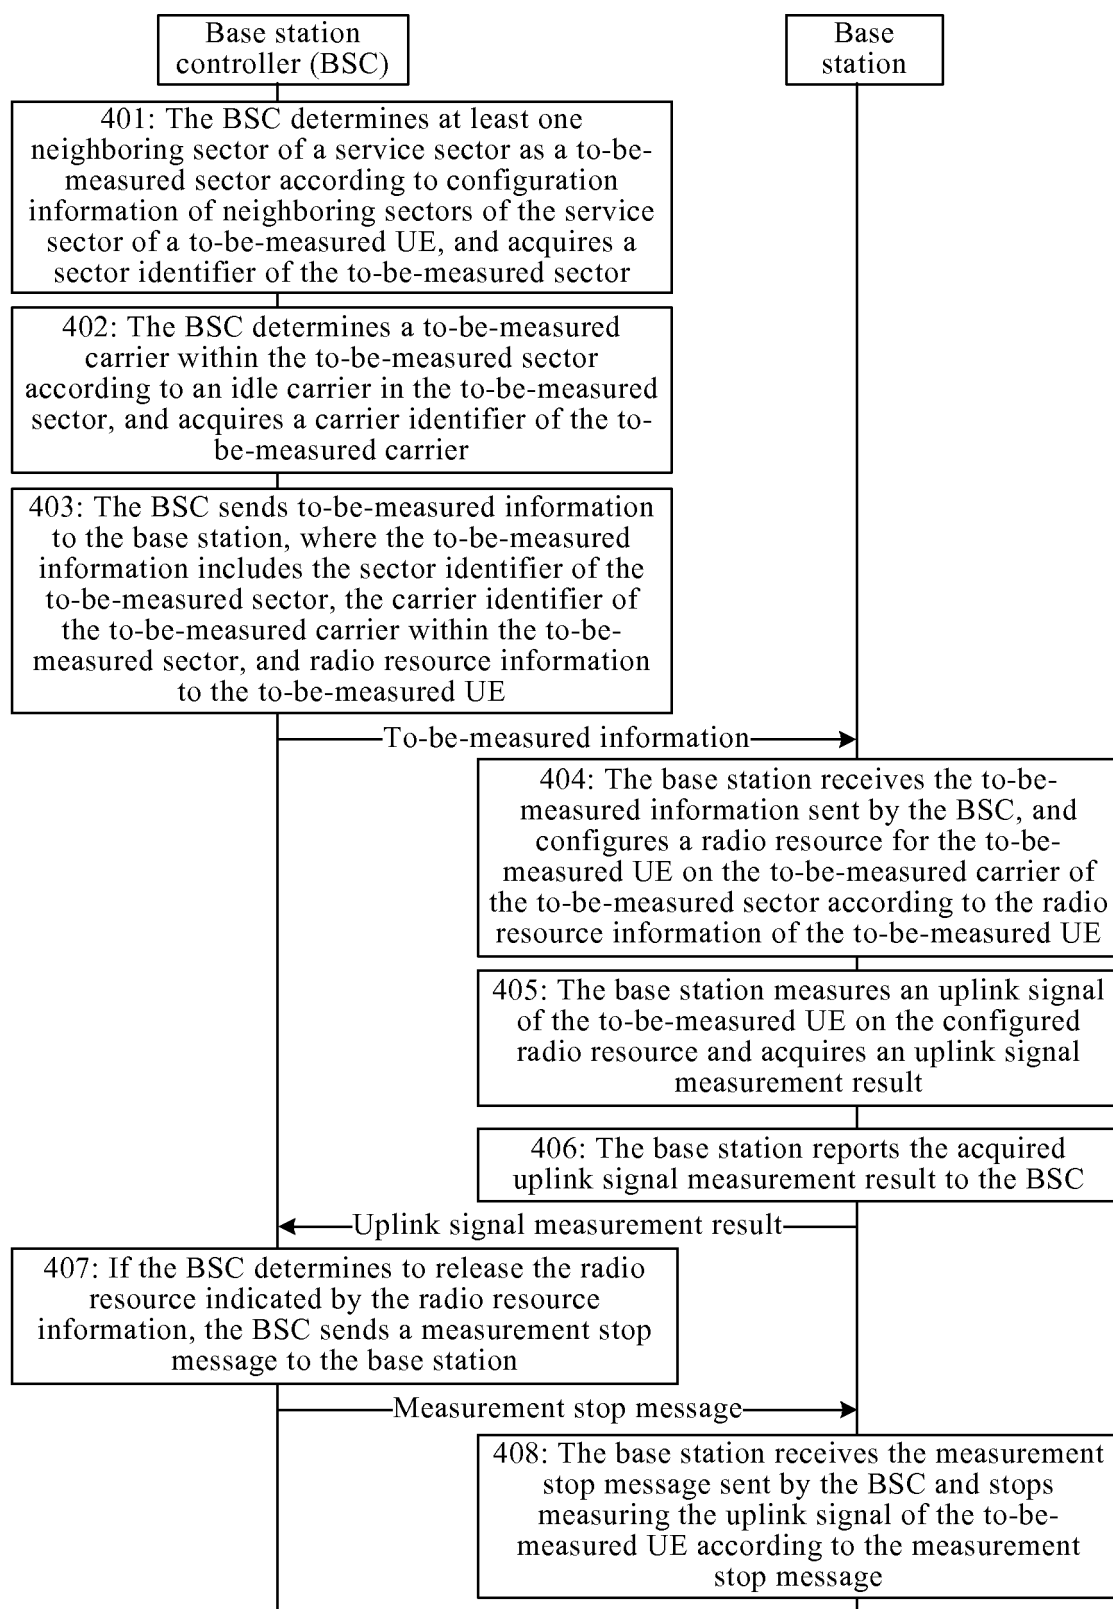 Base station
controller (BSC)
Base
station
401: The BSC determines at least one
neighboring sector of a service sector as a to-be-
measured sector according to configuration
information of neighboring sectors of the service
sector of a to-be-measured UE, and acquires a
sector identifier of the to-be-measured sector
402: The BSC determines a to-be-measured
carrier within the to-be-measured sector
according to an idle carrier in the to-be-measured
sector, and acquires a carrier identifier of the to-
be-measured carrier
403: The BSC sends to-be-measured information
to the base station, where the to-be-measured
information includes the sector identifier of the
to-be-measured sector, the carrier identifier of
the to-be-measured carrier within the to-be-
measured sector, and radio resource information
to the to-be-measured UE
To-be-measured information
404: The base station receives the to-be-
measured information sent by the BSC, and
configures a radio resource for the to-be-
measured UE on the to-be-measured carrier of
the to-be-measured sector according to the radio
resource information of the to-be-measured UE
405: The base station measures an uplink signal
of the to-be-measured UE on the configured
radio resource and acquires an uplink signal
measurement result
406: The base station reports the acquired
uplink signal measurement result to the BSC
Uplink signal measurement result
407: If the BSC determines to release the radio
resource indicated by the radio resource
information, the BSC sends a measurement stop
message to the base station
Measurement stop message
408: The base station receives the measurement
stop message sent by the BSC and stops
measuring the uplink signal of the to-be-
measured UE according to the measurement
stop message